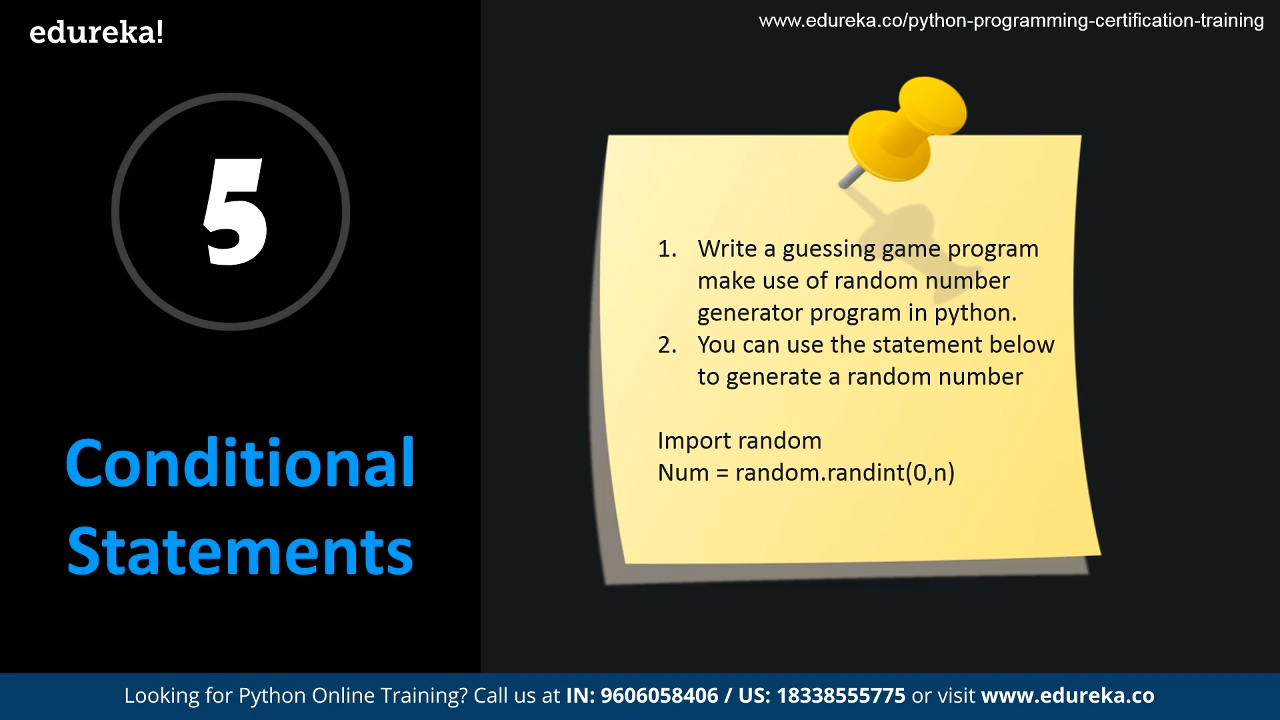 edureka!
www.edureka.co/python-programming-certification-training
5
Conditional
Statements
1. Write a guessing game program
make use of random number
generator program in python.
2. You can use the statement below
to generate a random number
Import random
Num = random.randint(0,n)
Looking for Python Online Training? Call us at IN: 9606058406 / US: 18338555775 or visit www.edureka.co